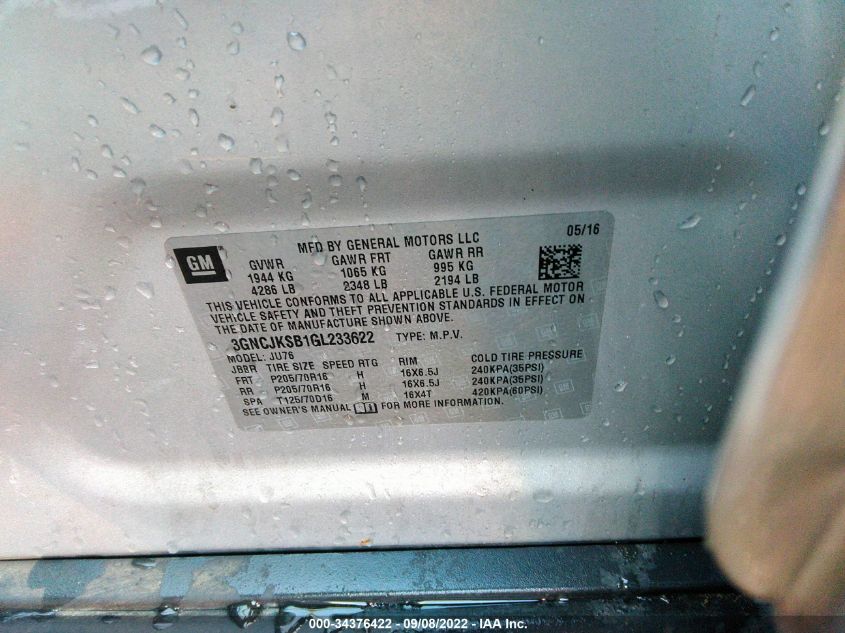 MFD BY GENERAL MOTORS LLC
05/16
GM
GVWR GAWR FRT GAWR RR
1944 KG 1065 KG 995 KG
4286 LB 2348 LB 2194 LB
THIS VEHICLE CONFORMS TO ALL APPLICABLE U.S. FEDERAL MOTOR
VEHICLE SAFETY AND THEFT PREVENTION STANDARDS IN EFFECT ON
THE DATE OF MANUFACTURE SHOWN ABOVE.
3GNCJKSB1GL233622 TYPE: M.P.V.
MODEL: JU76
JBRR TIRE SIZE SPEED RTG RIM COLD TIRE PRESSURE
FRT P205/70R16 H 16X6.5J 240KPA(35PSI)
RR P205/70R16 H 16X6.5J 240KPA(35PSI)
SPA T125/70D16 M 16X4T 420KPA(60PSI)
SEE OWNER'S MANUAL FOR MORE INFORMATION.
000-34376422 - 09/08/2022 - IAA Inc.